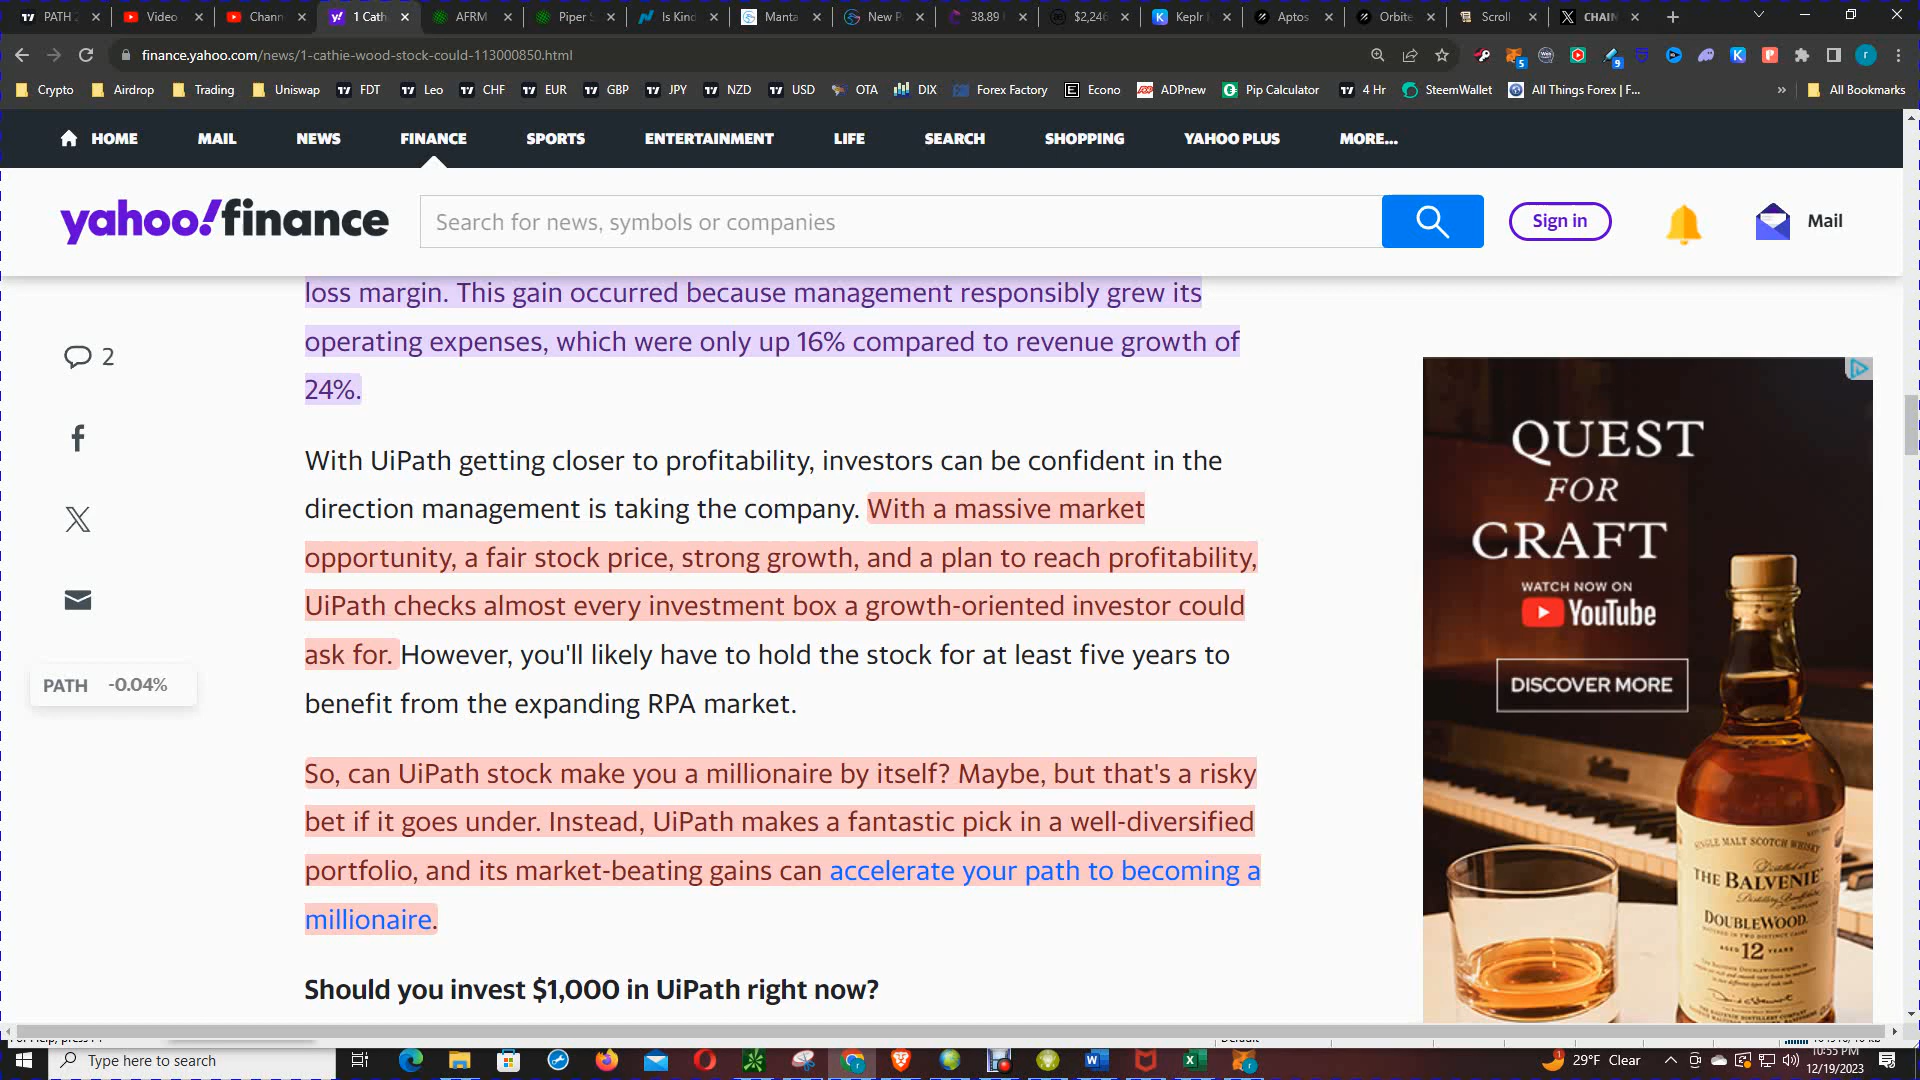 PATH
Video
Chann
1 Cath
AFRM
Piper
Is Kind
Manta
New P
38.89
$2,246
Keplr
Aptos
Orbite
Scroll
CHAIN
finance.yahoo.com/news/1-cathie-wood-stock-could-113000850.html
5
9
r
Crypto
Airdrop
Trading
Uniswap
FDT
Leo
CHF
EUR
GBP
JPY
NZD
USD
OTA
DIX
Forex Factory
Econo
ADPnew
Pip Calculator
4 Hr
SteemWallet
All Things Forex | F...
»
All Bookmarks
HOME
MAIL
NEWS
FINANCE
SPORTS
ENTERTAINMENT
LIFE
SEARCH
SHOPPING
YAHOO PLUS
MORE...
yahoo!finance
Search for news, symbols or companies
Sign in
Mail
loss margin. This gain occurred because management responsibly grew its
operating expenses, which were only up 16% compared to revenue growth of
24%.
2
With UiPath getting closer to profitability, investors can be confident in the
direction management is taking the company. With a massive market
opportunity, a fair stock price, strong growth, and a plan to reach profitability,
UiPath checks almost every investment box a growth-oriented investor could
ask for. However, you'll likely have to hold the stock for at least five years to
benefit from the expanding RPA market.
PATH -0.04%
So, can UiPath stock make you a millionaire by itself? Maybe, but that's a risky
bet if it goes under. Instead, UiPath makes a fantastic pick in a well-diversified
portfolio, and its market-beating gains can accelerate your path to becoming a
millionaire.
Should you invest $1,000 in UiPath right now?
QUEST
FOR
CRAFT
WATCH NOW ON
YouTube
DISCOVER MORE
SINGLE MALT SCOTCH WHISKY
THE BALVENIE
DOUBLEWOOD
AGED 12 YEARS
Type here to search
29°F Clear
10:55 PM
12/19/2023